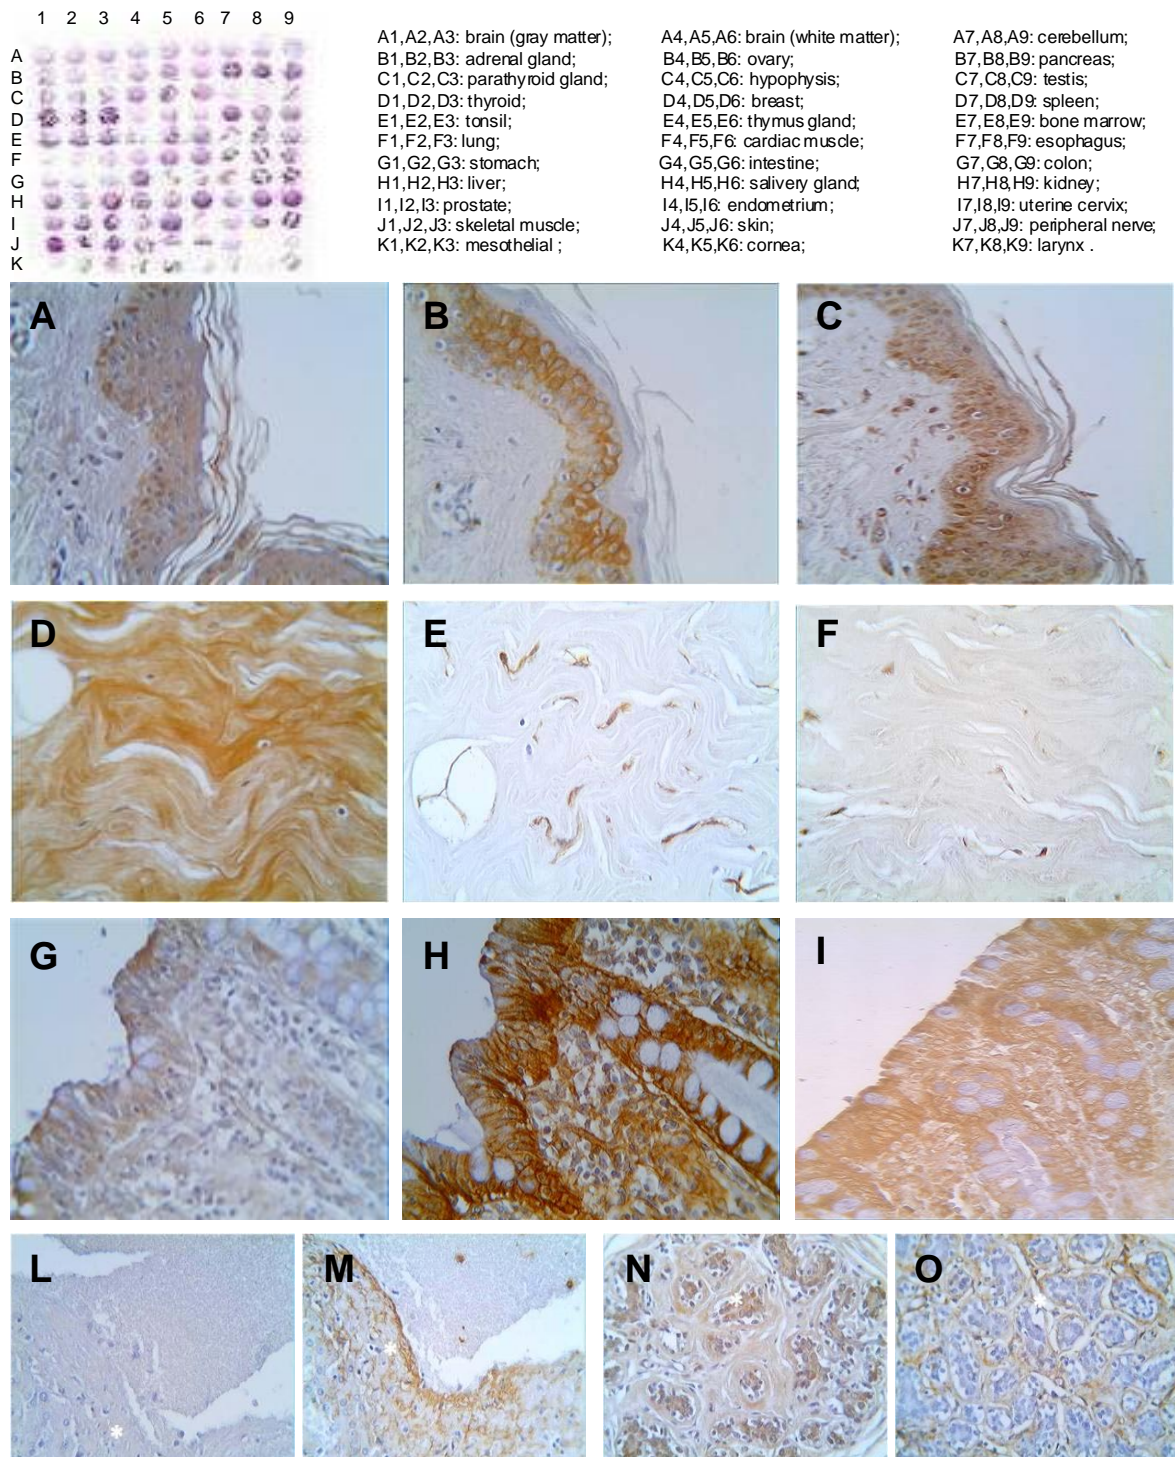 1 2 3 4 5 6 7 8 9
A
B
C
D
E
F
G
H
I
J
K
A1,A2,A3: brain (gray matter); A4,A5,A6: brain (white matter); A7,A8,A9: cerebellum;
B1,B2,B3: adrenal gland; B4,B5,B6: ovary; B7,B8,B9: pancreas;
C1,C2,C3: parathyroid gland; C4,C5,C6: hypophysis; C7,C8,C9: testis;
D1,D2,D3: thyroid; D4,D5,D6: breast; D7,D8,D9: spleen;
E1,E2,E3: tonsil; E4,E5,E6: thymus gland; E7,E8,E9: bone marrow;
F1,F2,F3: lung; F4,F5,F6: cardiac muscle; F7,F8,F9: esophagus;
G1,G2,G3: stomach; G4,G5,G6: intestine; G7,G8,G9: colon;
H1,H2,H3: liver; H4,H5,H6: salivery gland; H7,H8,H9: kidney;
I1,I2,I3: prostate; I4,I5,I6: endometrium; I7,I8,I9: uterine cervix;
J1,J2,J3: skeletal muscle; J4,J5,J6: skin; J7,J8,J9: peripheral nerve;
K1,K2,K3: mesothelial ; K4,K5,K6: cornea; K7,K8,K9: larynx .
A B C
D E F
G H I
L M N O
* * * *